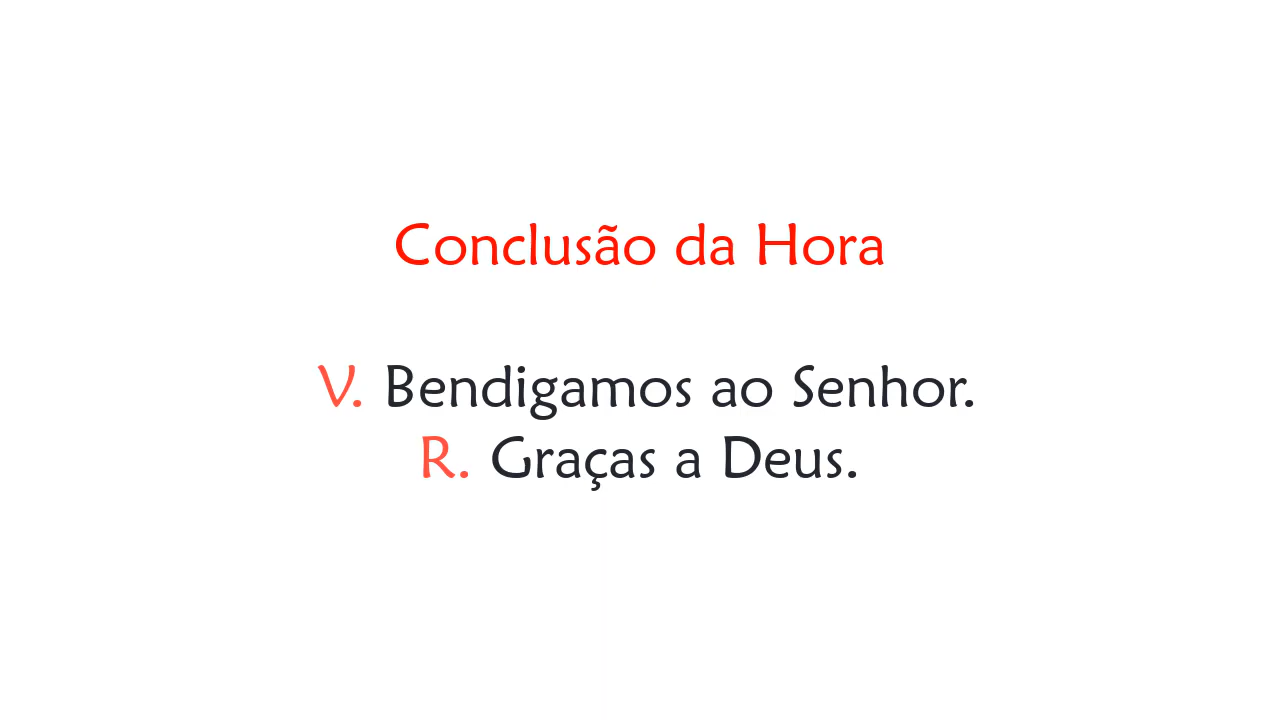 Conclusão da Hora
V. Bendigamos ao Senhor.
R. Graças a Deus.